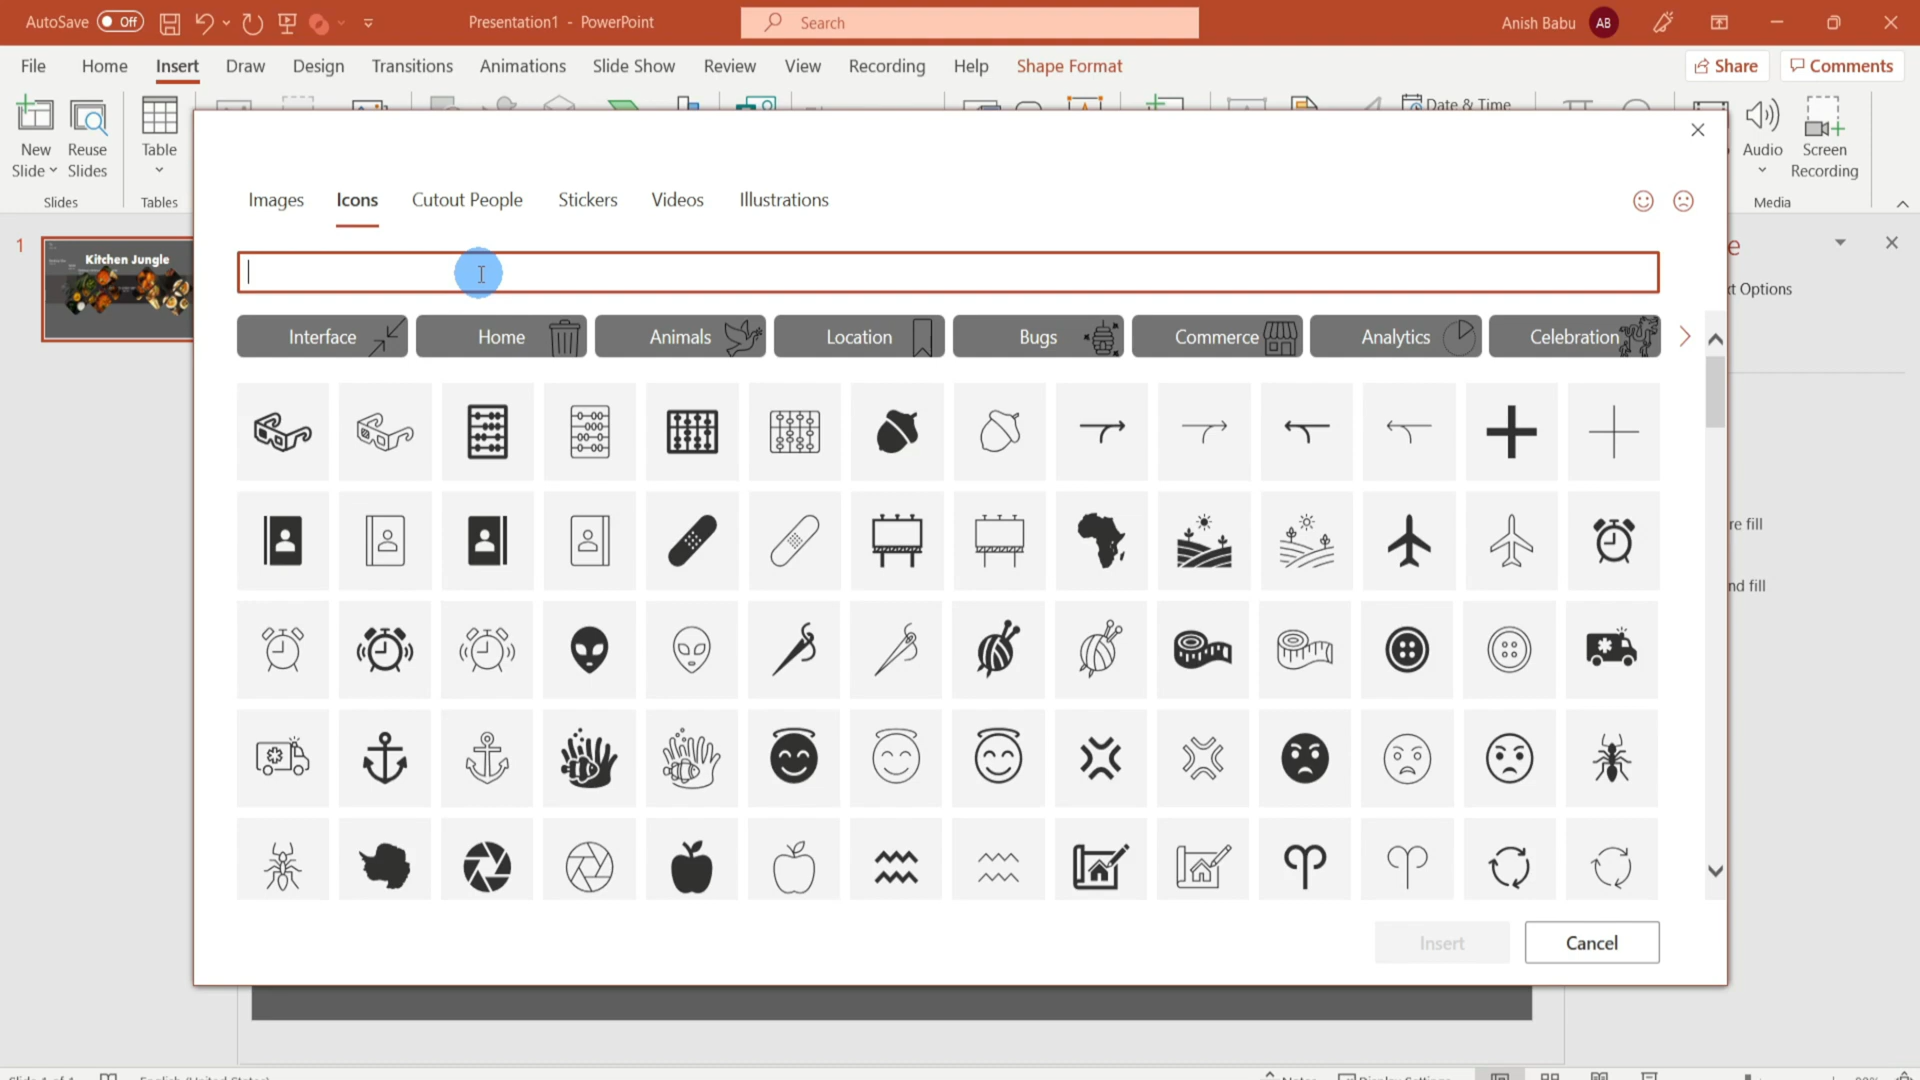 AutoSave Off
Presentation1 - PowerPoint
Search
Anish Babu AB
File Home Insert Draw Design Transitions Animations Slide Show Review View Recording Help Shape Format
Share Comments
New Slide
Reuse Slides
Table
Date & Time
Audio
Screen Recording
Slides
Tables
Media
1
Kitchen Jungle
Images Icons Cutout People Stickers Videos Illustrations
Interface Home Animals Location Bugs Commerce Analytics Celebration
Options
fill
fill
Insert Cancel